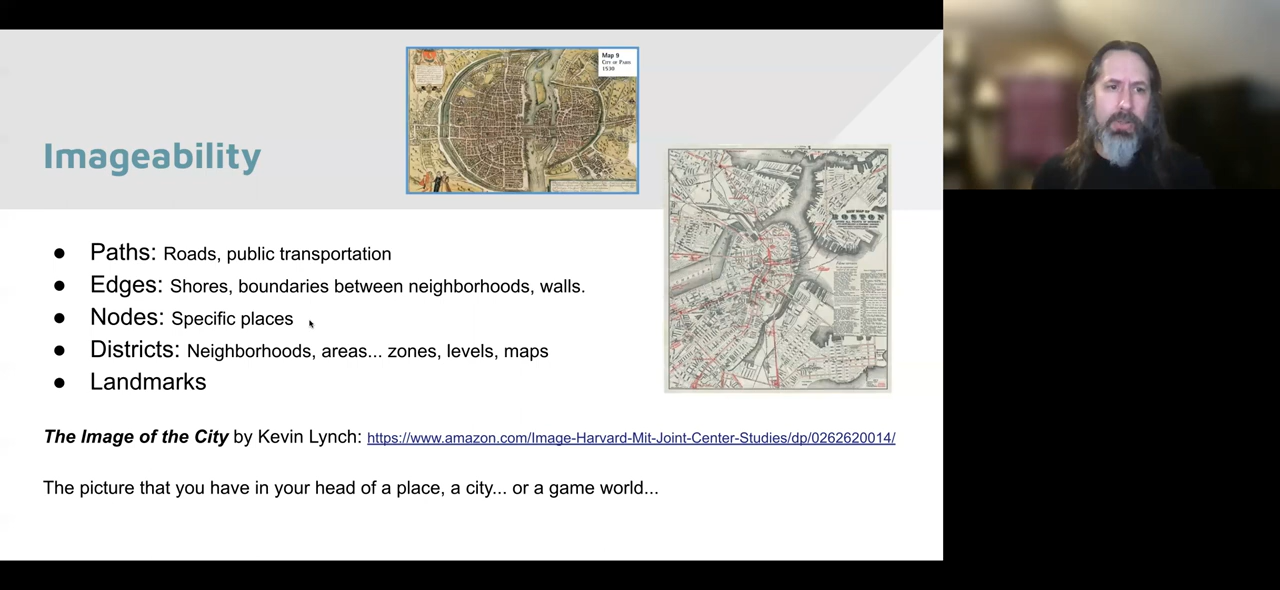 Map 9
CITY OF PARIS
1530
Imageability
BOSTON
● Paths: Roads, public transportation
● Edges: Shores, boundaries between neighborhoods, walls.
● Nodes: Specific places
● Districts: Neighborhoods, areas... zones, levels, maps
● Landmarks
The Image of the City by Kevin Lynch: https://www.amazon.com/Image-Harvard-Mit-Joint-Center-Studies/dp/0262620014/
The picture that you have in your head of a place, a city... or a game world...